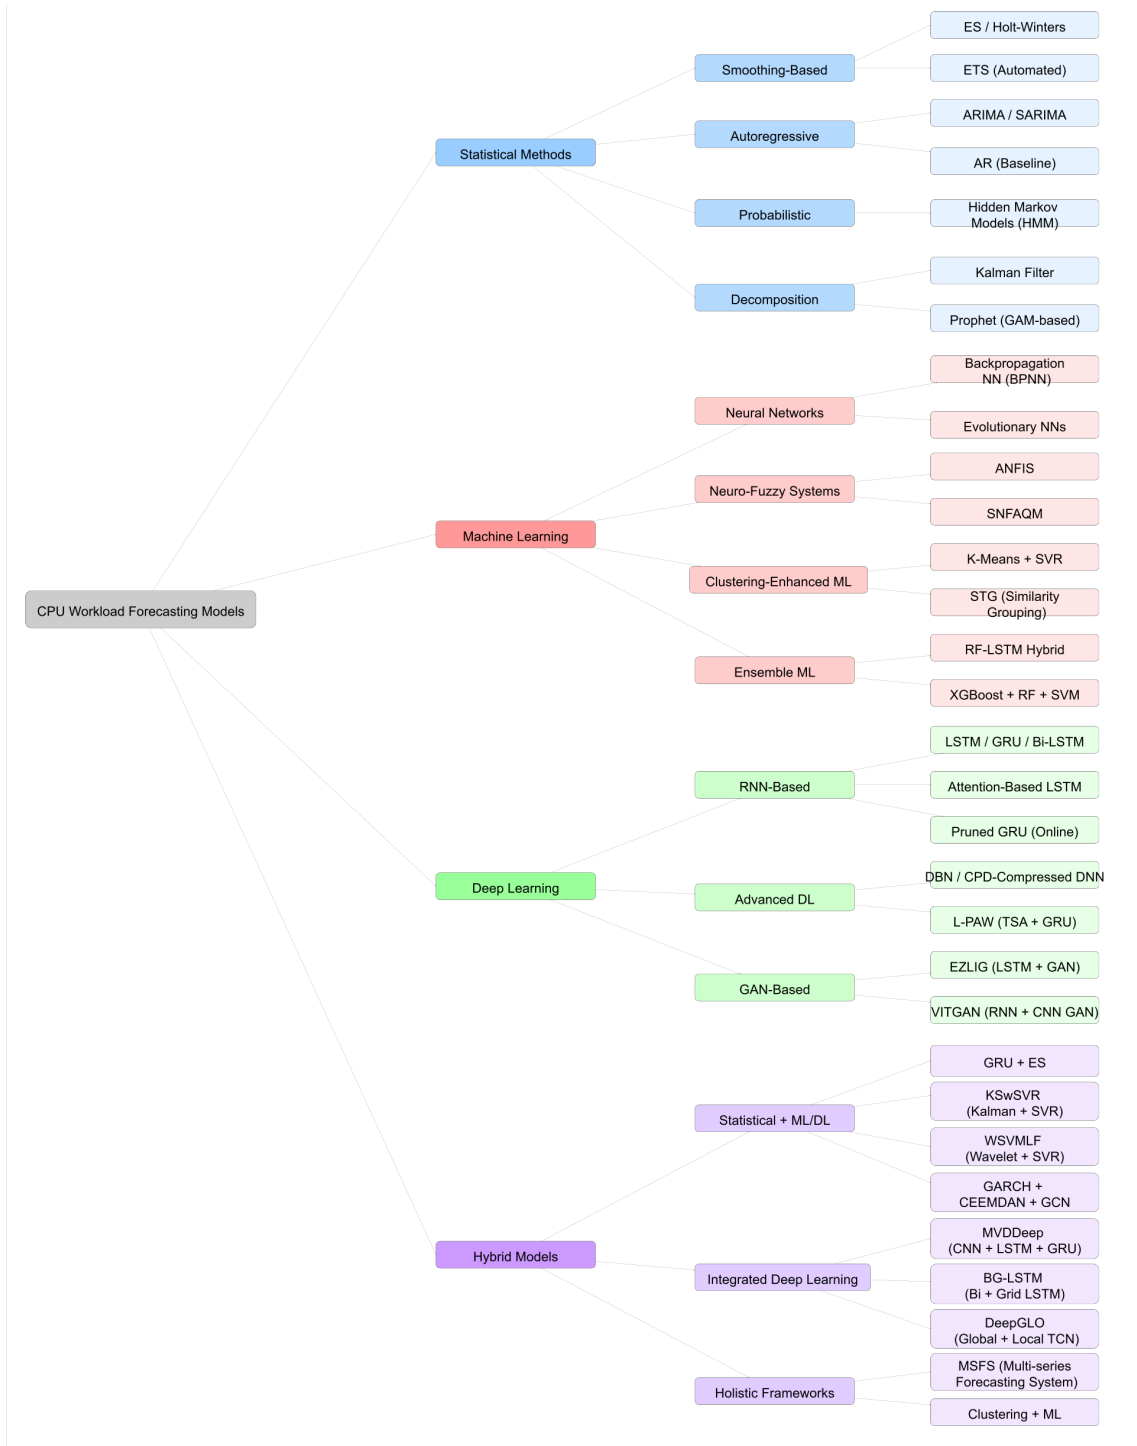 ES / Holt-Winters
Smoothing-Based
ETS (Automated)
ARIMA / SARIMA
Autoregressive
Statistical Methods
AR (Baseline)
Hidden Markov
Models (HMM)
Probabilistic
Kalman Filter
Decomposition
Prophet (GAM-based)
Backpropagation
NN (BPNN)
Neural Networks
Evolutionary NNs
ANFIS
Neuro-Fuzzy Systems
SNFAQM
Machine Learning
K-Means + SVR
Clustering-Enhanced ML
STG (Similarity
Grouping)
CPU Workload Forecasting Models
RF-LSTM Hybrid
Ensemble ML
XGBoost + RF + SVM
LSTM / GRU / Bi-LSTM
RNN-Based
Attention-Based LSTM
Pruned GRU (Online)
DBN / CPD-Compressed DNN
Deep Learning
Advanced DL
L-PAW (TSA + GRU)
EZLIG (LSTM + GAN)
GAN-Based
VITGAN (RNN + CNN GAN)
GRU + ES
KSwSVR
(Kalman + SVR)
Statistical + ML/DL
WSVMLF
(Wavelet + SVR)
GARCH +
CEEMDAN + GCN
MVDDeep
(CNN + LSTM + GRU)
Hybrid Models
Integrated Deep Learning
BG-LSTM
(Bi + Grid LSTM)
DeepGLO
(Global + Local TCN)
MSFS (Multi-series
Forecasting System)
Holistic Frameworks
Clustering + ML